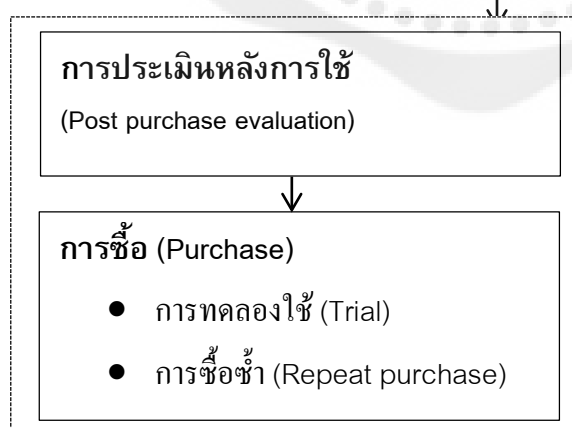 การประเมินหลังการใช้
(Post purchase evaluation)
การซื้อ (Purchase)
● การทดลองใช้ (Trial)
● การซื้อซ้ำ (Repeat purchase)